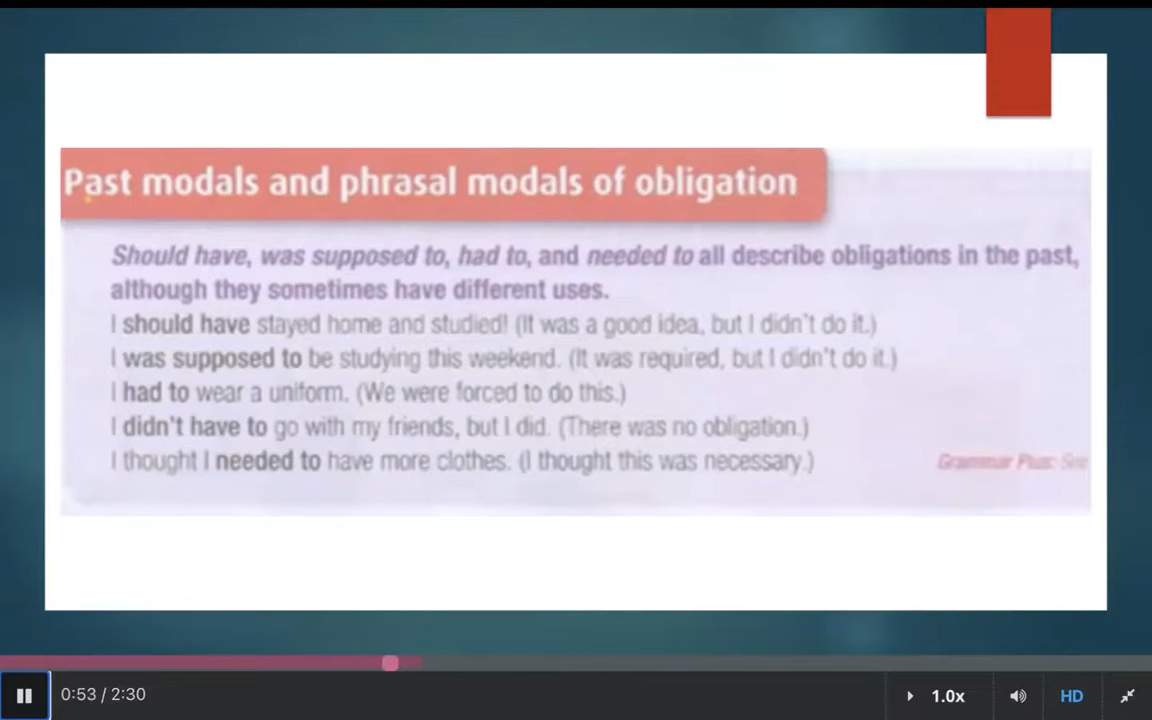 Past modals and phrasal modals of obligation
Should have, was supposed to, had to, and needed to all describe obligations in the past,
although they sometimes have different uses.
I should have stayed home and studied! (It was a good idea, but I didn't do it.)
I was supposed to be studying this weekend. (It was required, but I didn't do it.)
I had to wear a uniform. (We were forced to do this.)
I didn't have to go with my friends, but I did. (There was no obligation.)
I thought I needed to have more clothes. (I thought this was necessary.)
Grammar Plus: See
0:53 / 2:30
1.0x
HD